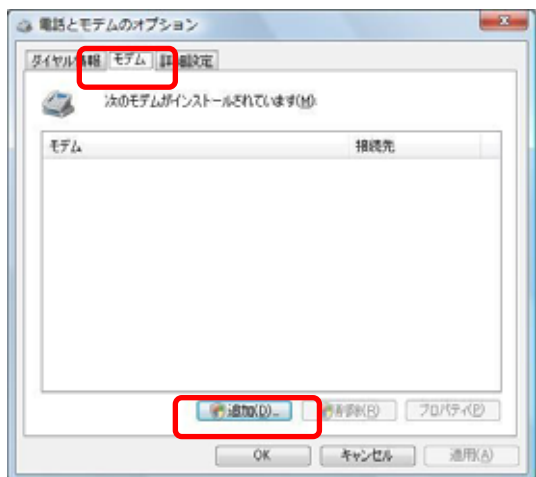 電話とモデムのオプション
ダイヤル情報 モデム 詳細設定
次のモデムがインストールされています(M):
モデム 接続先
追加(D)... 削除(R) プロパティ(P)
OK キャンセル 適用(A)